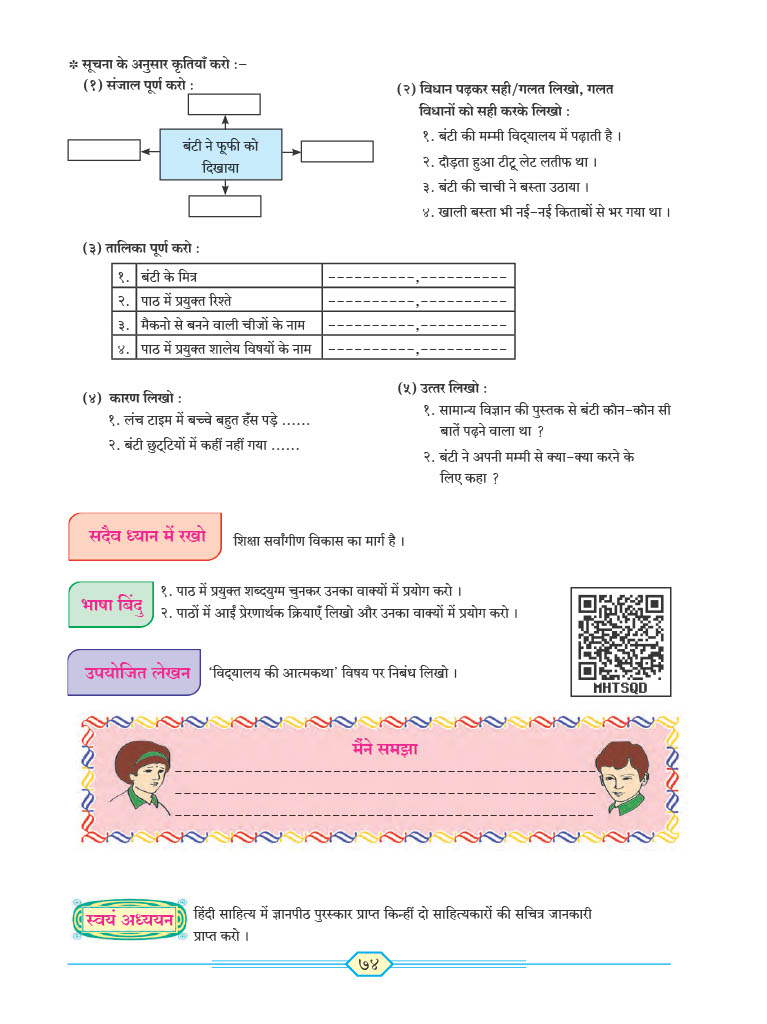 ❉ सूचना के अनुसार कृतियाँ करो :–
(१) संजाल पूर्ण करो :
बंटी ने फूफी को
दिखाया
(२) विधान पढ़कर सही/गलत लिखो, गलत
विधानों को सही करके लिखो :
१. बंटी की मम्मी विद्यालय में पढ़ाती है ।
२. दौड़ता हुआ टीटू लेट लतीफ था ।
३. बंटी की चाची ने बस्ता उठाया ।
४. खाली बस्ता भी नई-नई किताबों से भर गया था ।
(३) तालिका पूर्ण करो :
१. बंटी के मित्र ----------,----------
२. पाठ में प्रयुक्त रिश्ते ----------,----------
३. मैकनो से बनने वाली चीजों के नाम ----------,----------
४. पाठ में प्रयुक्त शालेय विषयों के नाम ----------,----------
(४) कारण लिखो :
१. लंच टाइम में बच्चे बहुत हँस पड़े ......
२. बंटी छुट्टियों में कहीं नहीं गया ......
(५) उत्तर लिखो :
१. सामान्य विज्ञान की पुस्तक से बंटी कौन-कौन सी
बातें पढ़ने वाला था ?
२. बंटी ने अपनी मम्मी से क्या-क्या करने के
लिए कहा ?
सदैव ध्यान में रखो
शिक्षा सर्वांगीण विकास का मार्ग है ।
भाषा बिंदु
१. पाठ में प्रयुक्त शब्दयुग्म चुनकर उनका वाक्यों में प्रयोग करो ।
२. पाठों में आईं प्रेरणार्थक क्रियाएँ लिखो और उनका वाक्यों में प्रयोग करो ।
MHTSQD
उपयोजित लेखन
‘विद्यालय की आत्मकथा’ विषय पर निबंध लिखो ।
मैंने समझा
स्वयं अध्ययन
हिंदी साहित्य में ज्ञानपीठ पुरस्कार प्राप्त किन्हीं दो साहित्यकारों की सचित्र जानकारी
प्राप्त करो ।
७४